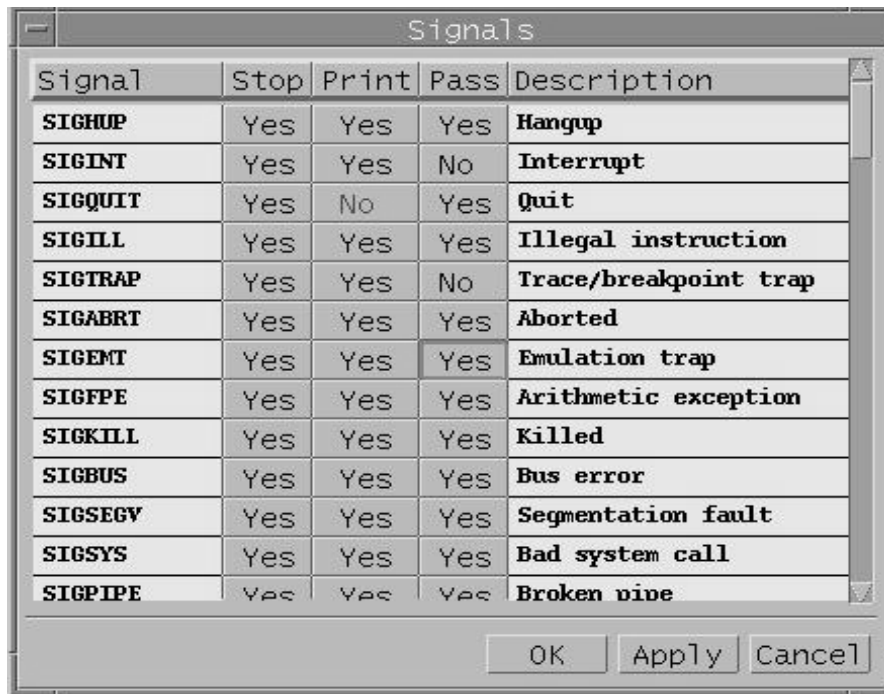 Signals
Signal Stop Print Pass Description
SIGHUP Yes Yes Yes Hangup
SIGINT Yes Yes No Interrupt
SIGQUIT Yes No Yes Quit
SIGILL Yes Yes Yes Illegal instruction
SIGTRAP Yes Yes No Trace/breakpoint trap
SIGABRT Yes Yes Yes Aborted
SIGEMT Yes Yes Yes Emulation trap
SIGFPE Yes Yes Yes Arithmetic exception
SIGKILL Yes Yes Yes Killed
SIGBUS Yes Yes Yes Bus error
SIGSEGV Yes Yes Yes Segmentation fault
SIGSYS Yes Yes Yes Bad system call
SIGPIPE Yes Yes Yes Broken pipe
OK Apply Cancel